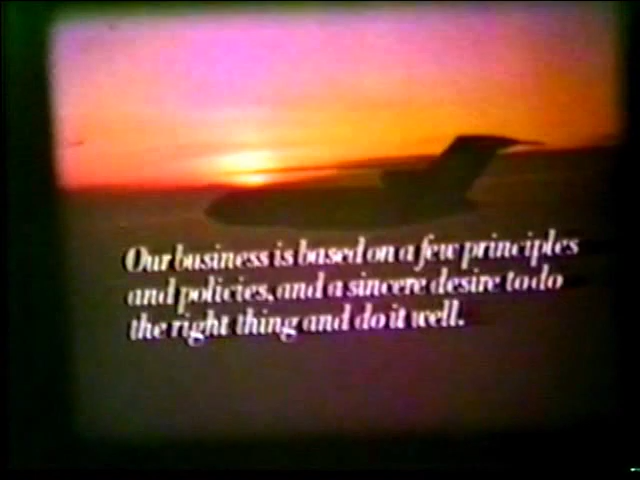 Our business is based on a few principles
and policies, and a sincere desire to do
the right thing and do it well.